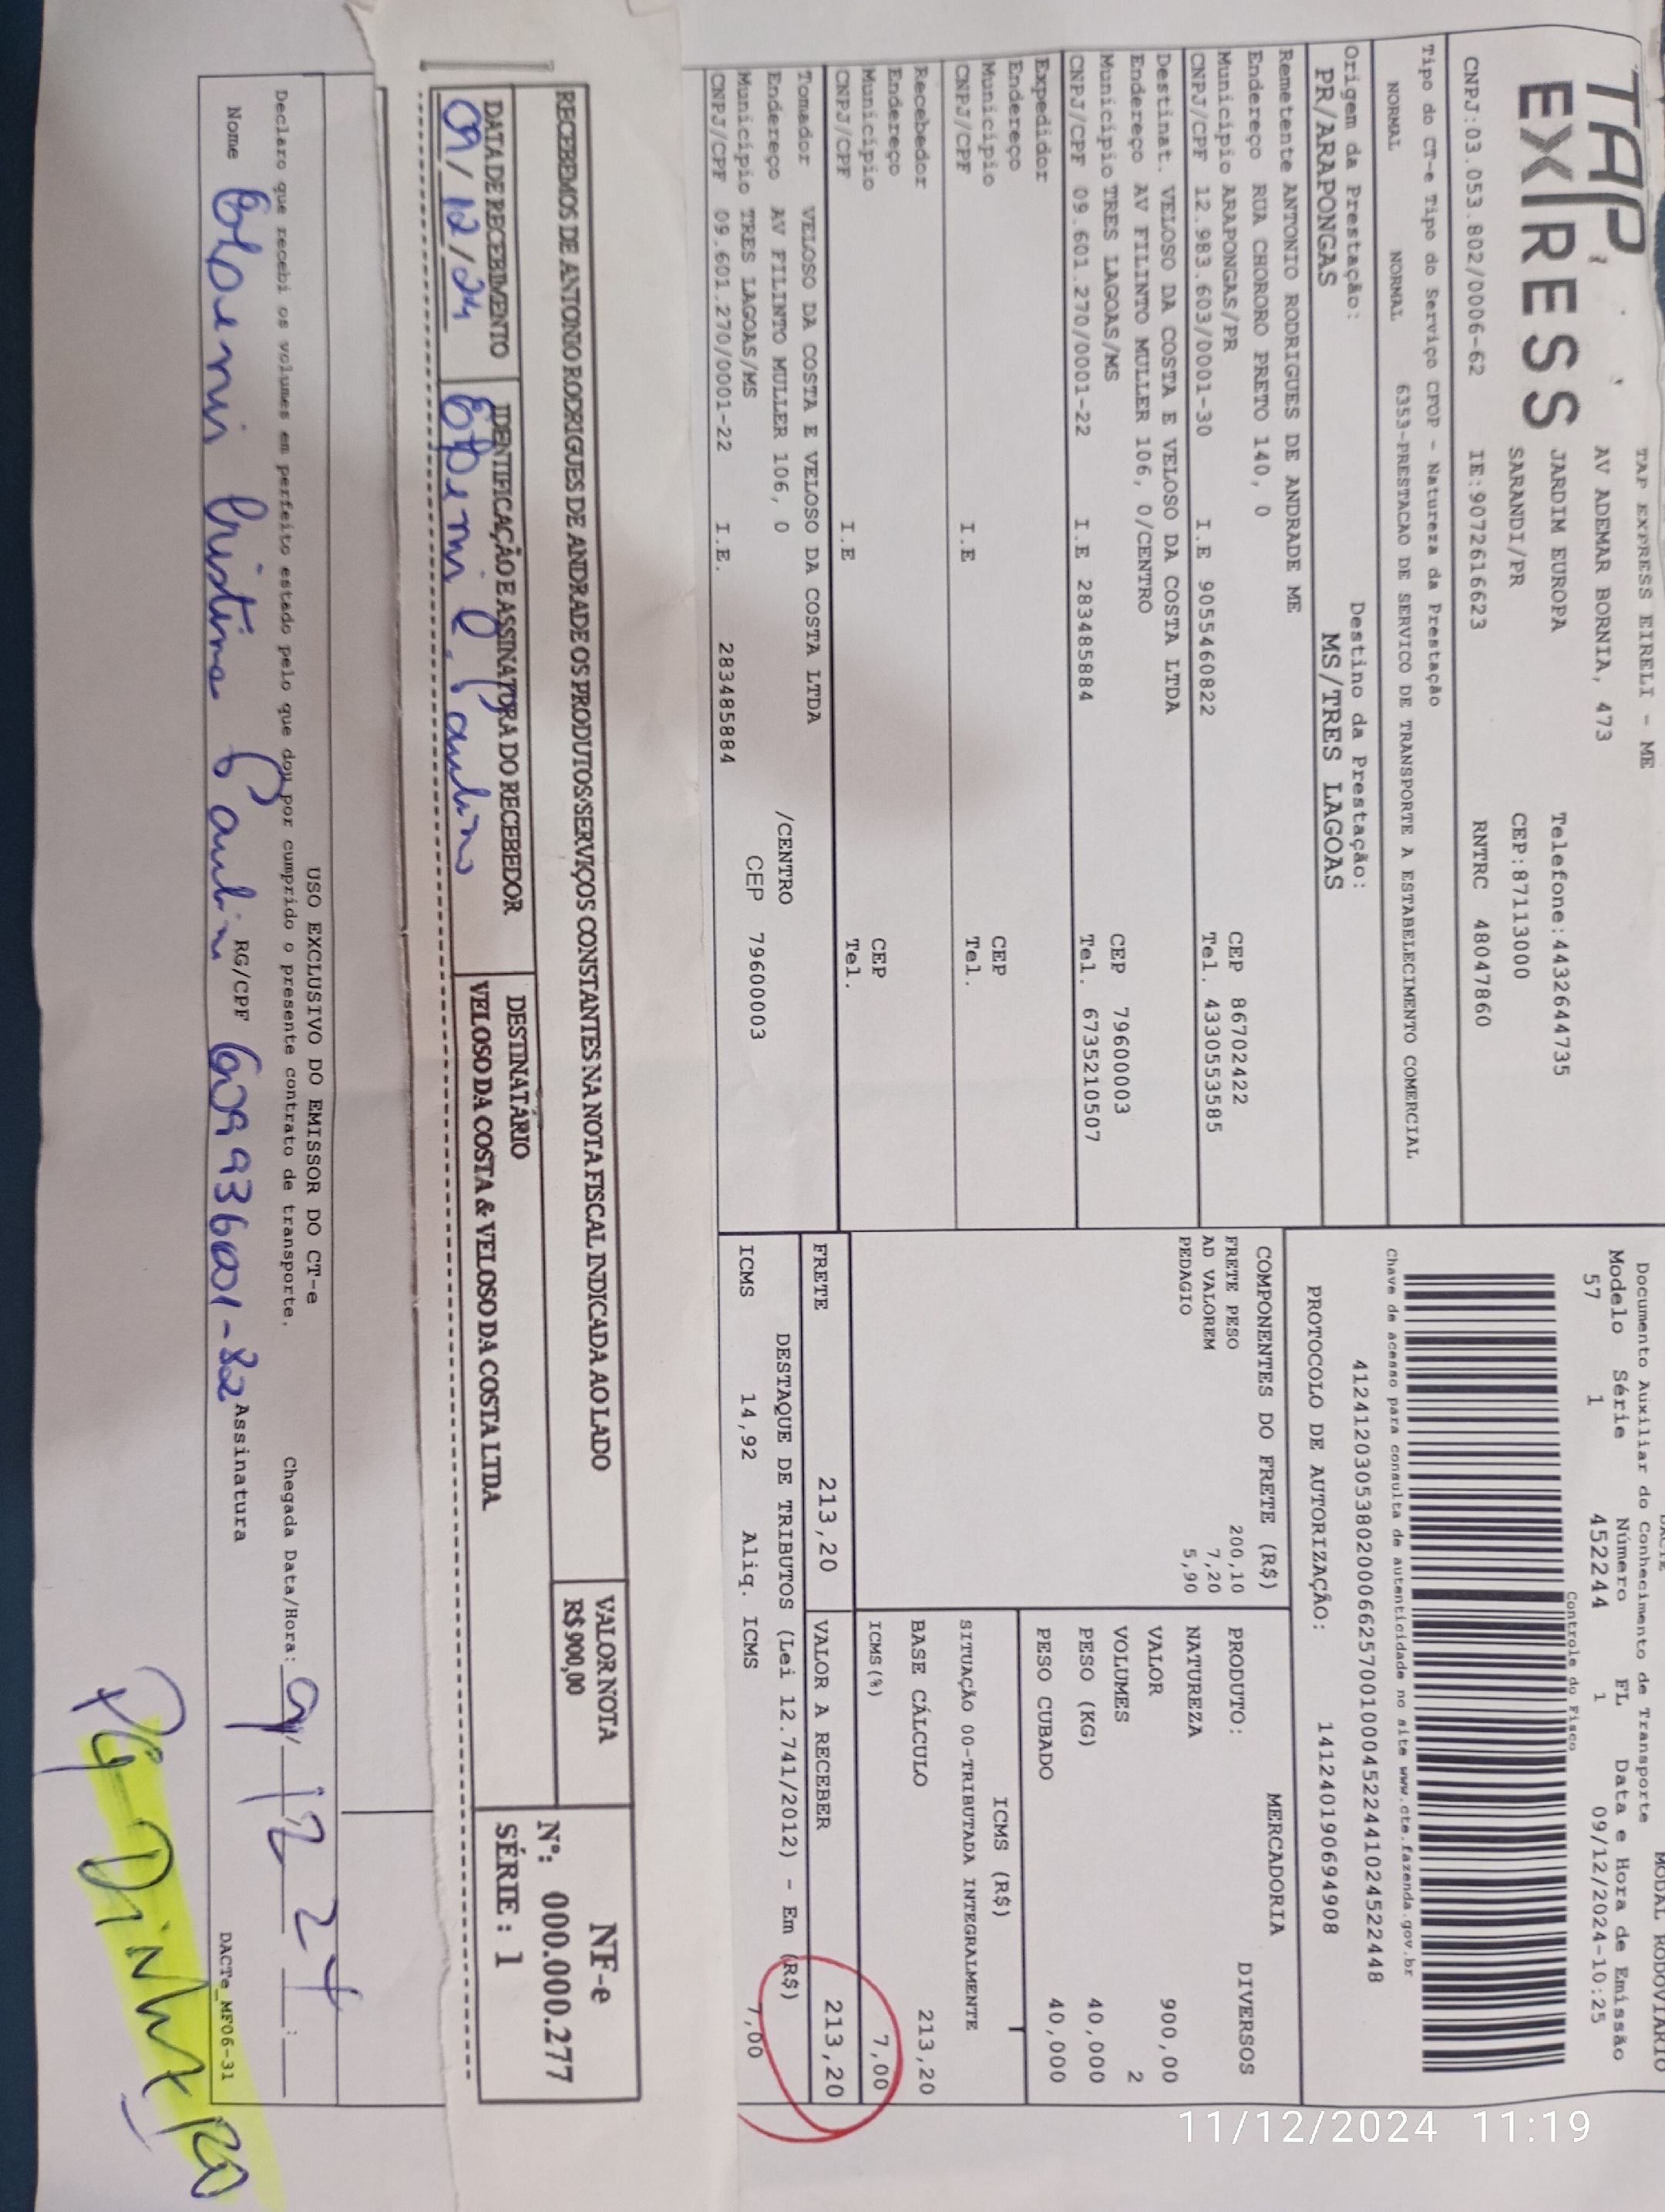 TAP
EXPRESS
TAP EXPRESS EIRELI - ME
AV ADEMAR BORNIA, 473
JARDIM EUROPA Telefone:4432644735
SARANDI/PR CEP:87113000
CNPJ:03.053.802/0006-62 IE:9072616623 RNTRC 48047860
Tipo do CT-e Tipo do Serviço CFOP - Natureza da Prestação
NORMAL NORMAL 6353-PRESTACAO DE SERVICO DE TRANSPORTE A ESTABELECIMENTO COMERCIAL
Origem da Prestação: Destino da Prestação:
PR/ARAPONGAS MS/TRES LAGOAS
Remetente ANTONIO RODRIGUES DE ANDRADE ME
Endereço RUA CHORORO PRETO 140, 0
Município ARAPONGAS/PR CEP 86702422
CNPJ/CPF 12.983.603/0001-30 I.E 9055460822 Tel. 4330553585
Destinat. VELOSO DA COSTA E VELOSO DA COSTA LTDA
Endereço AV FILINTO MULLER 106, 0/CENTRO
Município TRES LAGOAS/MS CEP 79600003
CNPJ/CPF 09.601.270/0001-22 I.E 283485884 Tel. 6735210507
Expedidor
Endereço
Município CEP
CNPJ/CPF I.E Tel.
Recebedor
Endereço
Município CEP
CNPJ/CPF I.E Tel.
Tomador VELOSO DA COSTA E VELOSO DA COSTA LTDA
Endereço AV FILINTO MULLER 106, 0 /CENTRO
Município TRES LAGOAS/MS CEP 79600003
CNPJ/CPF 09.601.270/0001-22 I.E. 283485884
DACTE MODAL RODOVIÁRIO
Documento Auxiliar do Conhecimento de Transporte
Modelo Série Número FL Data e Hora de Emissão
57 1 452244 1 09/12/2024-10:25
Controle do Fisco
Chave de acesso para consulta de autenticidade no site www.cte.fazenda.gov.br
41241203053802000662570010004522441024522448
PROTOCOLO DE AUTORIZAÇÃO: 141240190694908
COMPONENTES DO FRETE (R$)
FRETE PESO 200,10
AD VALOREM 7,20
PEDAGIO 5,90
MERCADORIA
PRODUTO: DIVERSOS
NATUREZA
VALOR 900,00
VOLUMES 2
PESO (KG) 40,000
PESO CUBADO 40,000
ICMS (R$)
SITUAÇÃO 00-TRIBUTADA INTEGRALMENTE
BASE CÁLCULO 213,20
ICMS(%) 7,00
FRETE 213,20 VALOR A RECEBER 213,20
DESTAQUE DE TRIBUTOS (Lei 12.741/2012) - Em (R$)
ICMS 14,92 Aliq. ICMS 7,00
RECEBEMOS DE ANTONIO RODRIGUES DE ANDRADE OS PRODUTOS/SERVIÇOS CONSTANTES NA NOTA FISCAL INDICADA AO LADO
VALOR NOTA
R$ 900,00
NF-e
Nº: 000.000.277
SÉRIE : 1
DATA DE RECEBIMENTO
09/12/24
IDENTIFICAÇÃO E ASSINATURA DO RECEBEDOR
DESTINATÁRIO
VELOSO DA COSTA & VELOSO DA COSTA LTDA
USO EXCLUSIVO DO EMISSOR DO CT-e
Declaro que recebi os volumes em perfeito estado pelo que dou por cumprido o presente contrato de transporte. Chegada Data/Hora: 9/12 24 :
Nome Cristina RG/CPF Assinatura
DACTe_MF06-31
11/12/2024 11:19